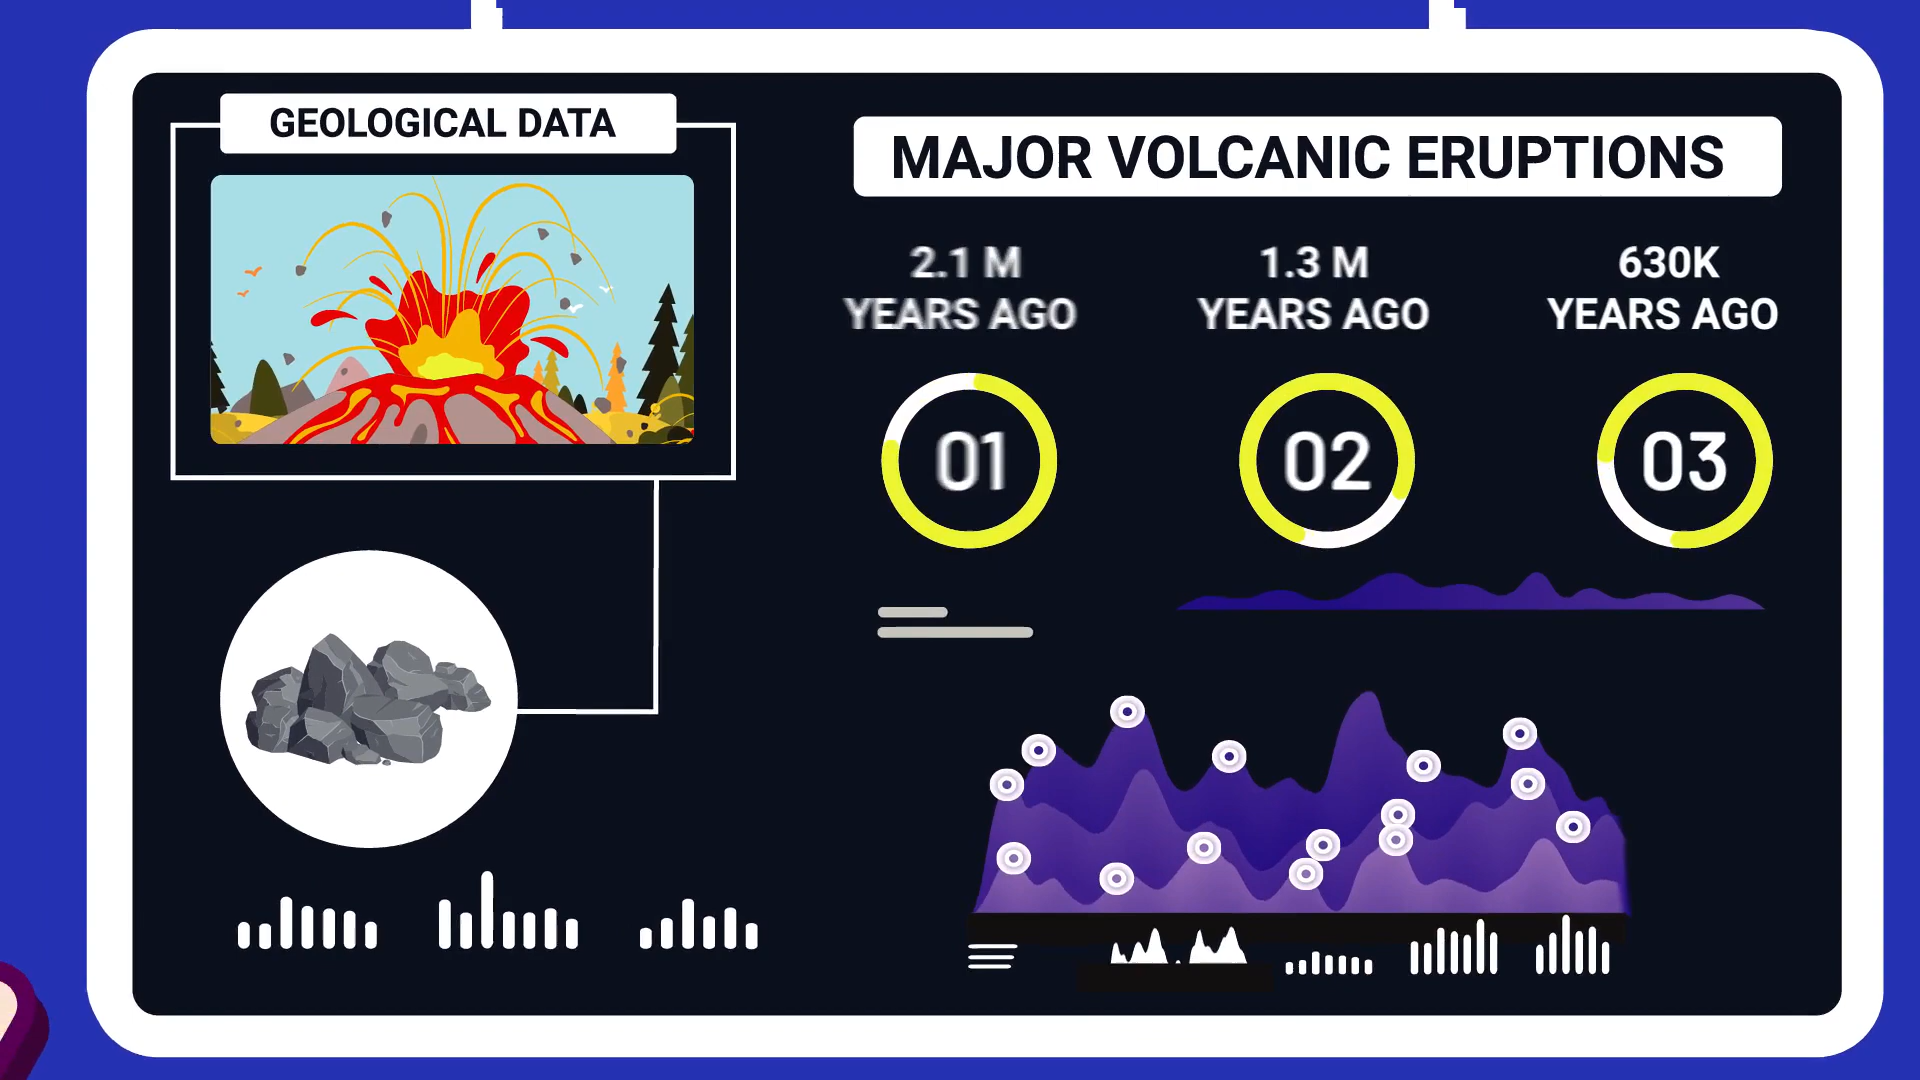 GEOLOGICAL DATA
MAJOR VOLCANIC ERUPTIONS
2.1 M
YEARS AGO
1.3 M
YEARS AGO
630K
YEARS AGO
01
02
03